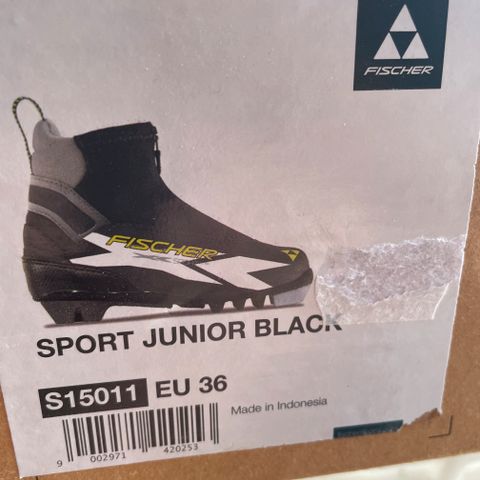 FISCHER
FISCHER
SPORT JUNIOR BLACK
S15011 EU 36
Made in Indonesia
9 002971 420253